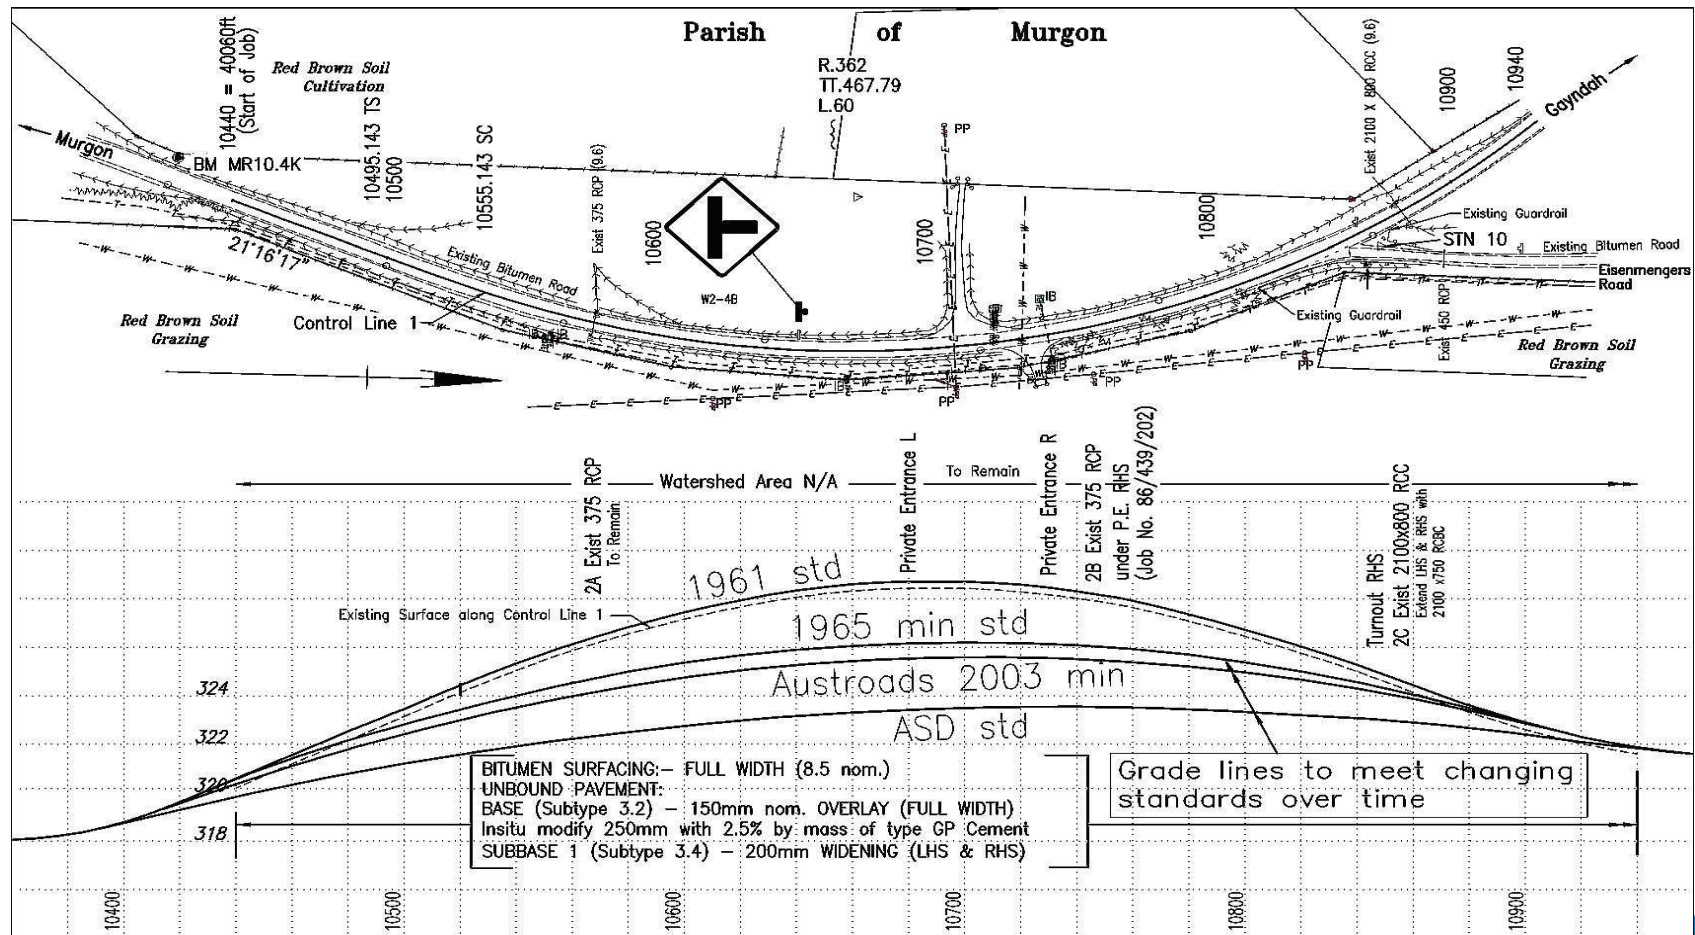 Parish of Murgon
R.362
TT.467.79
L.60
Red Brown Soil
Cultivation
10440 = 40060ft
(Start of Job)
10495.143 TS
10500
10555.143 SC
Exist 375 RCP (9.6)
10600
10700
10800
Exist 2100 X 800 RCC (9.6)
10900
10940
Gayndah
Murgon
BM MR10.4K
PP
21°16'17"
Existing Bitumen Road
Control Line 1
W2-4B
Existing Guardrail
STN 10
Existing Bitumen Road
Eisenmengers
Road
IB
Existing Guardrail
Exist 450 RCP
Red Brown Soil
Grazing
Red Brown Soil
Grazing
IB
IB
IB
PP
PP
PP
PP
Watershed Area N/A
To Remain
2A Exist 375 RCP
To Remain
Private Entrance L
Private Entrance R
2B Exist 375 RCP
under P.E. RHS
(Job No. 86/439/202)
Turnout RHS
2C Exist 2100x800 RCC
Extend LHS & RHS with
2100 x750 RCBC
1961 std
Existing Surface along Control Line 1
1965 min std
Austroads 2003 min
ASD std
324
322
320
318
BITUMEN SURFACING:- FULL WIDTH (8.5 nom.)
UNBOUND PAVEMENT:
BASE (Subtype 3.2) - 150mm nom. OVERLAY (FULL WIDTH)
Insitu modify 250mm with 2.5% by mass of type GP Cement
SUBBASE 1 (Subtype 3.4) - 200mm WIDENING (LHS & RHS)
Grade lines to meet changing
standards over time
10400
10500
10600
10700
10800
10900